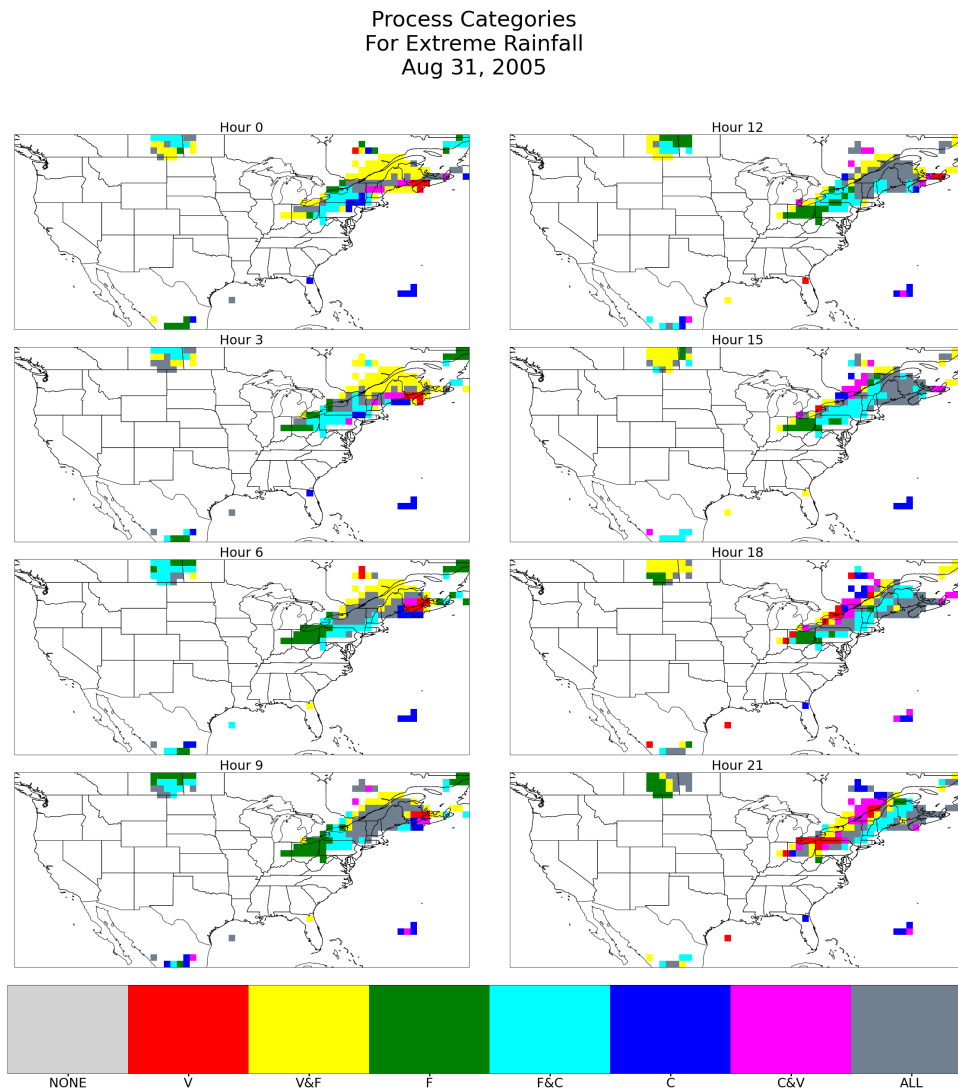 Process Categories
For Extreme Rainfall
Aug 31, 2005
Hour 0
Hour 12
Hour 3
Hour 15
Hour 6
Hour 18
Hour 9
Hour 21
NONE V V&F F F&C C C&V ALL